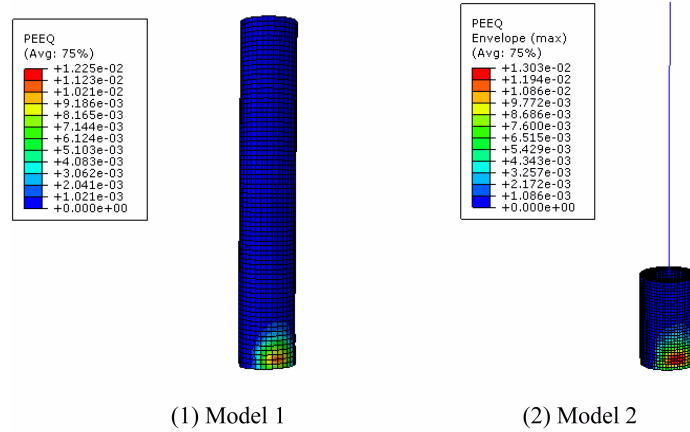 PEEQ
(Avg: 75%)
+1.225e-02
+1.123e-02
+1.021e-02
+9.186e-03
+8.165e-03
+7.144e-03
+6.124e-03
+5.103e-03
+4.083e-03
+3.062e-03
+2.041e-03
+1.021e-03
+0.000e+00
PEEQ
Envelope (max)
(Avg: 75%)
+1.303e-02
+1.194e-02
+1.086e-02
+9.772e-03
+8.686e-03
+7.600e-03
+6.515e-03
+5.429e-03
+4.343e-03
+3.257e-03
+2.172e-03
+1.086e-03
+0.000e+00
(1) Model 1
(2) Model 2